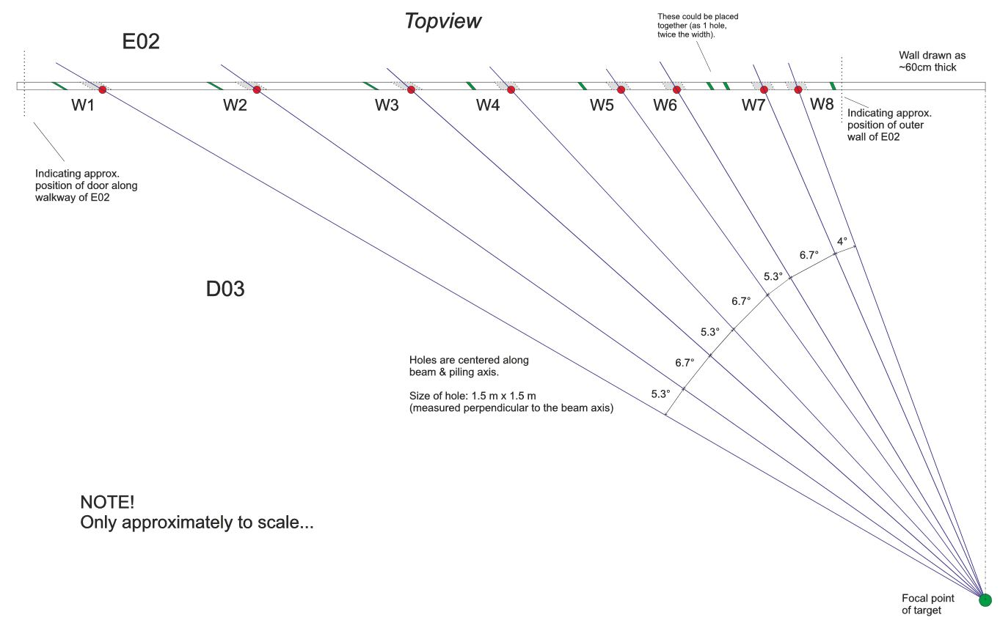 Topview
E02
These could be placed
together (as 1 hole,
twice the width).
Wall drawn as
~60cm thick
W1
W2
W3
W4
W5
W6
W7
W8
Indicating approx.
position of outer
wall of E02
Indicating approx.
position of door along
walkway of E02
4°
6.7°
5.3°
6.7°
5.3°
6.7°
5.3°
D03
Holes are centered along
beam & piling axis.
Size of hole: 1.5 m x 1.5 m
(measured perpendicular to the beam axis)
NOTE!
Only approximately to scale...
Focal point
of target